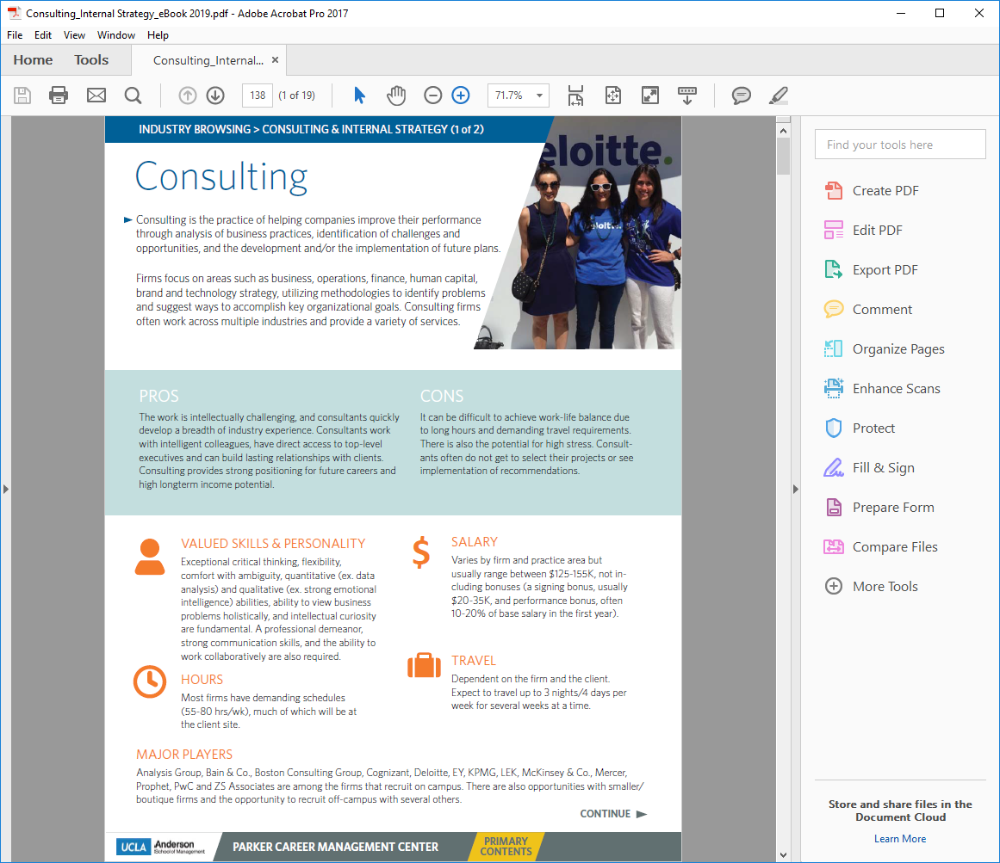 Consulting_Internal Strategy_eBook 2019.pdf - Adobe Acrobat Pro 2017
File Edit View Window Help
Home Tools Consulting_Internal... ×
138 (1 of 19) 71.7%
INDUSTRY BROWSING > CONSULTING & INTERNAL STRATEGY (1 of 2)
eloitte.
Consulting
Consulting is the practice of helping companies improve their performance
through analysis of business practices, identification of challenges and
opportunities, and the development and/or the implementation of future plans.
eloitte.
Firms focus on areas such as business, operations, finance, human capital,
brand and technology strategy, utilizing methodologies to identify problems
and suggest ways to accomplish key organizational goals. Consulting firms
often work across multiple industries and provide a variety of services.
PROS
The work is intellectually challenging, and consultants quickly
develop a breadth of industry experience. Consultants work
with intelligent colleagues, have direct access to top-level
executives and can build lasting relationships with clients.
Consulting provides strong positioning for future careers and
high longterm income potential.
CONS
It can be difficult to achieve work-life balance due
to long hours and demanding travel requirements.
There is also the potential for high stress. Consult-
ants often do not get to select their projects or see
implementation of recommendations.
VALUED SKILLS & PERSONALITY
Exceptional critical thinking, flexibility,
comfort with ambiguity, quantitative (ex. data
analysis) and qualitative (ex. strong emotional
intelligence) abilities, ability to view business
problems holistically, and intellectual curiosity
are fundamental. A professional demeanor,
strong communication skills, and the ability to
work collaboratively are also required.
HOURS
Most firms have demanding schedules
(55-80 hrs/wk), much of which will be at
the client site.
$
SALARY
Varies by firm and practice area but
usually range between $125-155K, not in-
cluding bonuses (a signing bonus, usually
$20-35K, and performance bonus, often
10-20% of base salary in the first year).
TRAVEL
Dependent on the firm and the client.
Expect to travel up to 3 nights/4 days per
week for several weeks at a time.
MAJOR PLAYERS
Analysis Group, Bain & Co., Boston Consulting Group, Cognizant, Deloitte, EY, KPMG, LEK, McKinsey & Co., Mercer,
Prophet, PwC and ZS Associates are among the firms that recruit on campus. There are also opportunities with smaller/
boutique firms and the opportunity to recruit off-campus with several others.
CONTINUE
UCLA Anderson
School of Management
PARKER CAREER MANAGEMENT CENTER
PRIMARY
CONTENTS
Find your tools here
Create PDF
Edit PDF
Export PDF
Comment
Organize Pages
Enhance Scans
Protect
Fill & Sign
Prepare Form
Compare Files
More Tools
Store and share files in the
Document Cloud
Learn More